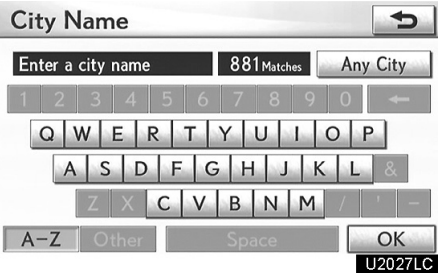 City Name
Enter a city name 881 Matches Any City
1 2 3 4 5 6 7 8 9 0 ←
Q W E R T Y U I O P
A S D F G H J K L &
Z X C V B N M / ' -
A-Z Other Space OK
U2027LC